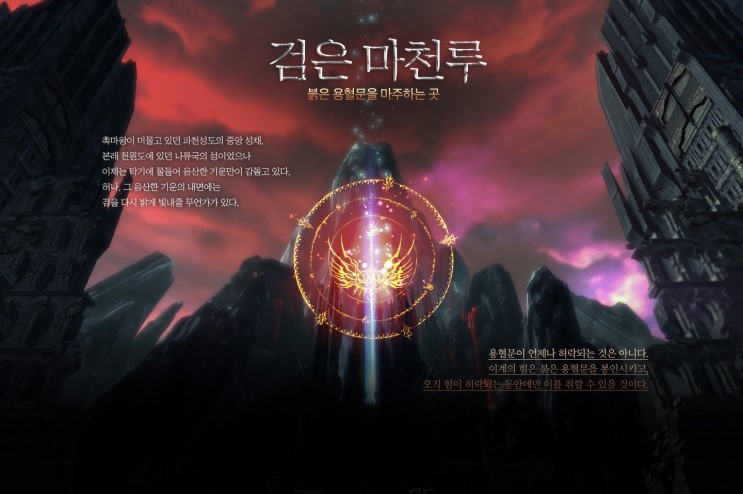 검은 마천루
붉은 용혈문을 마주하는 곳
촉마왕이 머물고 있던 파천성도의 중앙 성채.
본래 천원도에 있던 나류국의 성이었으나
이제는 탁기에 물들어 음산한 기운만이 감돌고 있다.
허나, 그 음산한 기운의 내면에는
검을 다시 밝게 빛내줄 무언가가 있다.
용혈문이 언제나 허락되는 것은 아니다.
이계의 힘은 붉은 용혈문을 봉인시키고,
오직 힘이 허락되는 동안에만 이를 취할 수 있을 것이다.